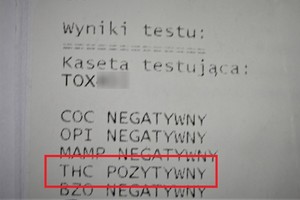 Wyniki testu:
====================
Kaseta testująca:
TOX
COC NEGATYWNY
OPI NEGATYWNY
MAMP NEGATYWNY
THC POZYTYWNY
BZO NEGATYWNY